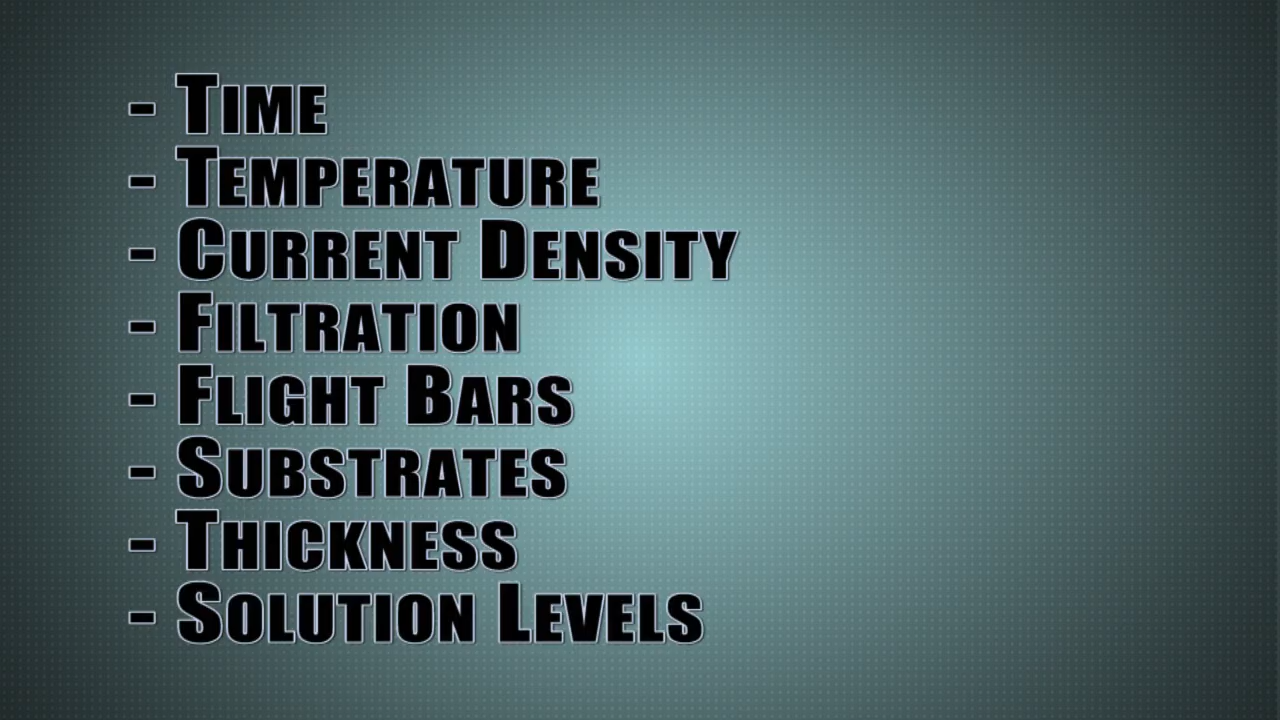 - Time
- Temperature
- Current Density
- Filtration
- Flight Bars
- Substrates
- Thickness
- Solution Levels